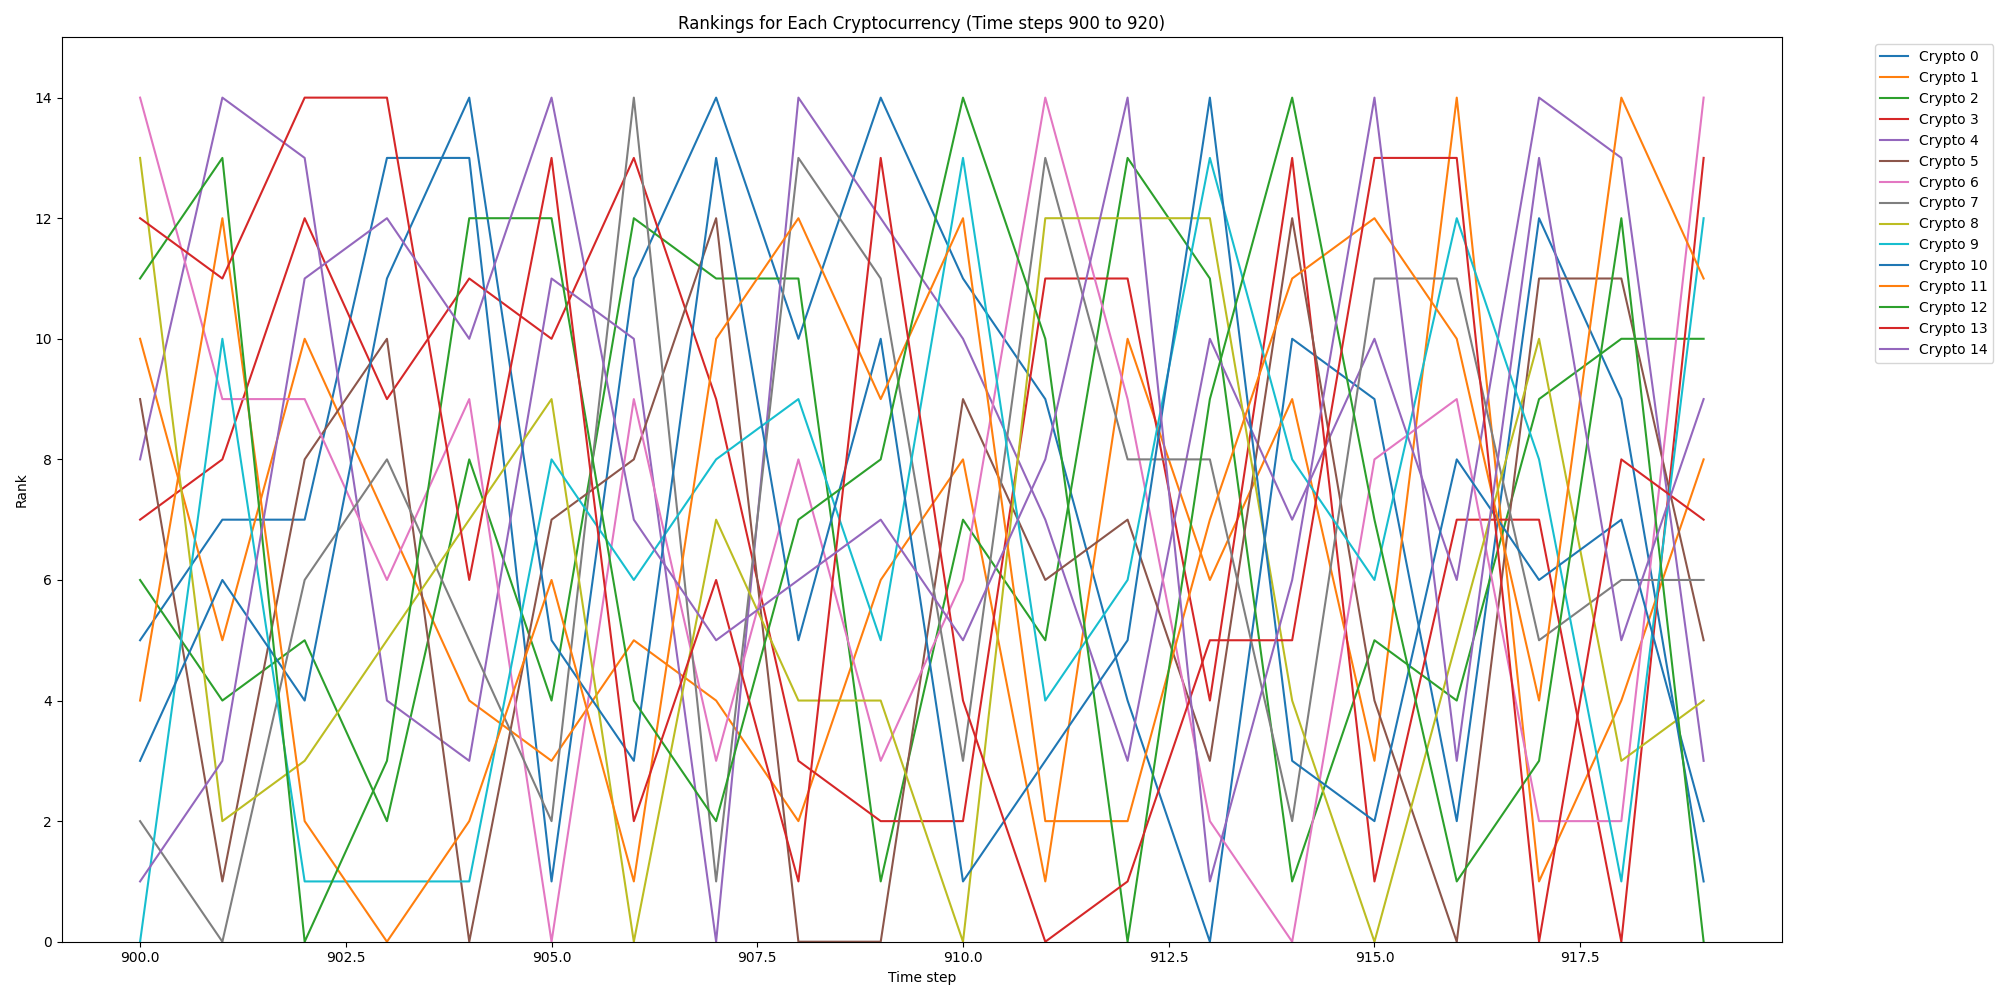 Rankings for Each Cryptocurrency (Time steps 900 to 920)
Rank
14
12
10
8
6
4
2
0
900.0 902.5 905.0 907.5 910.0 912.5 915.0 917.5
Time step
Crypto 0
Crypto 1
Crypto 2
Crypto 3
Crypto 4
Crypto 5
Crypto 6
Crypto 7
Crypto 8
Crypto 9
Crypto 10
Crypto 11
Crypto 12
Crypto 13
Crypto 14